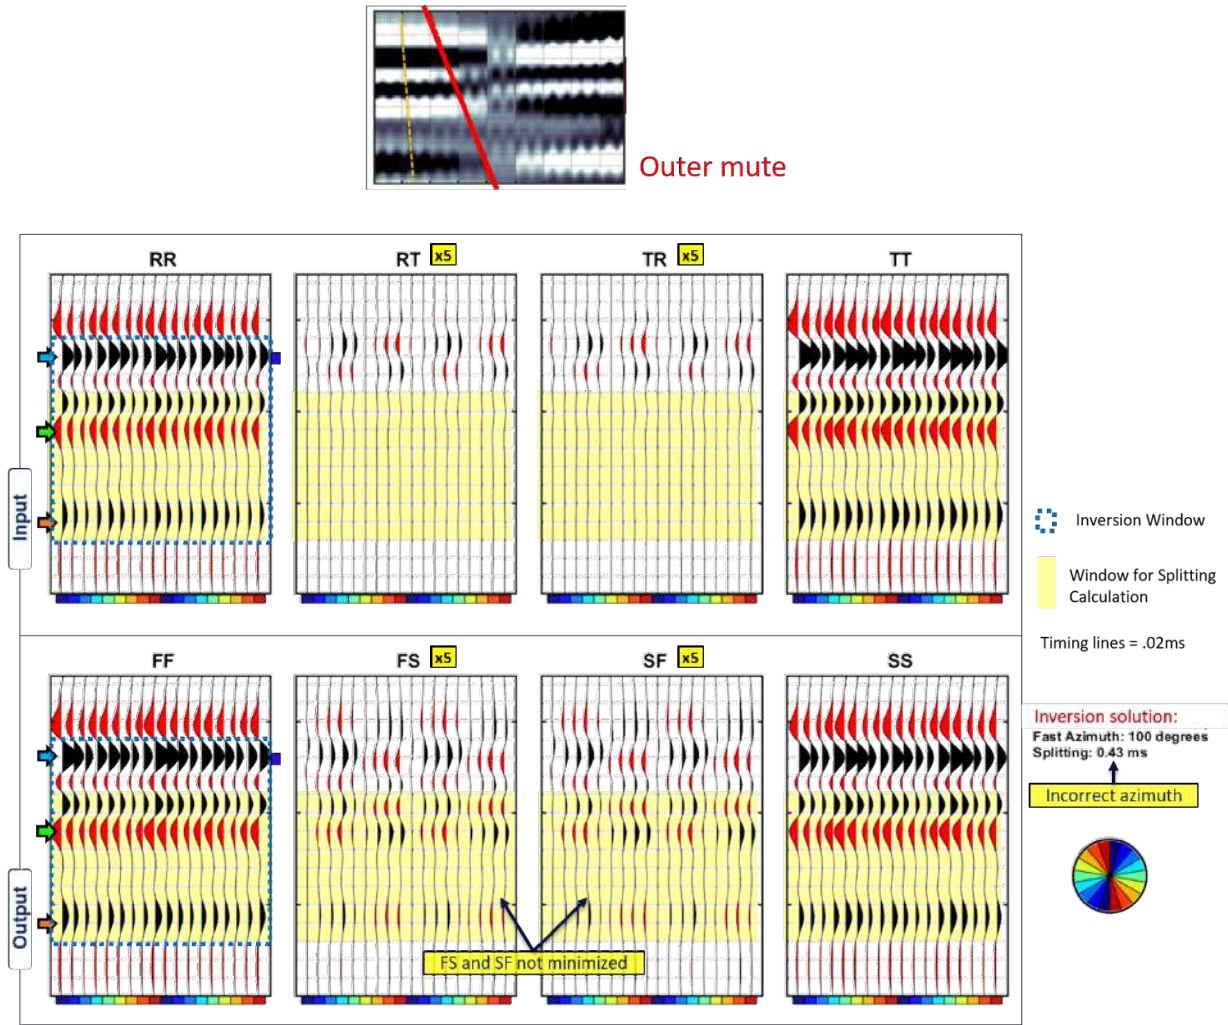 Outer mute
RR
RT x5
TR x5
TT
Input
Inversion Window
Window for Splitting
Calculation
Timing lines = .02ms
FF
FS x5
SF x5
SS
Output
Inversion solution:
Fast Azimuth: 100 degrees
Splitting: 0.43 ms
Incorrect azimuth
FS and SF not minimized